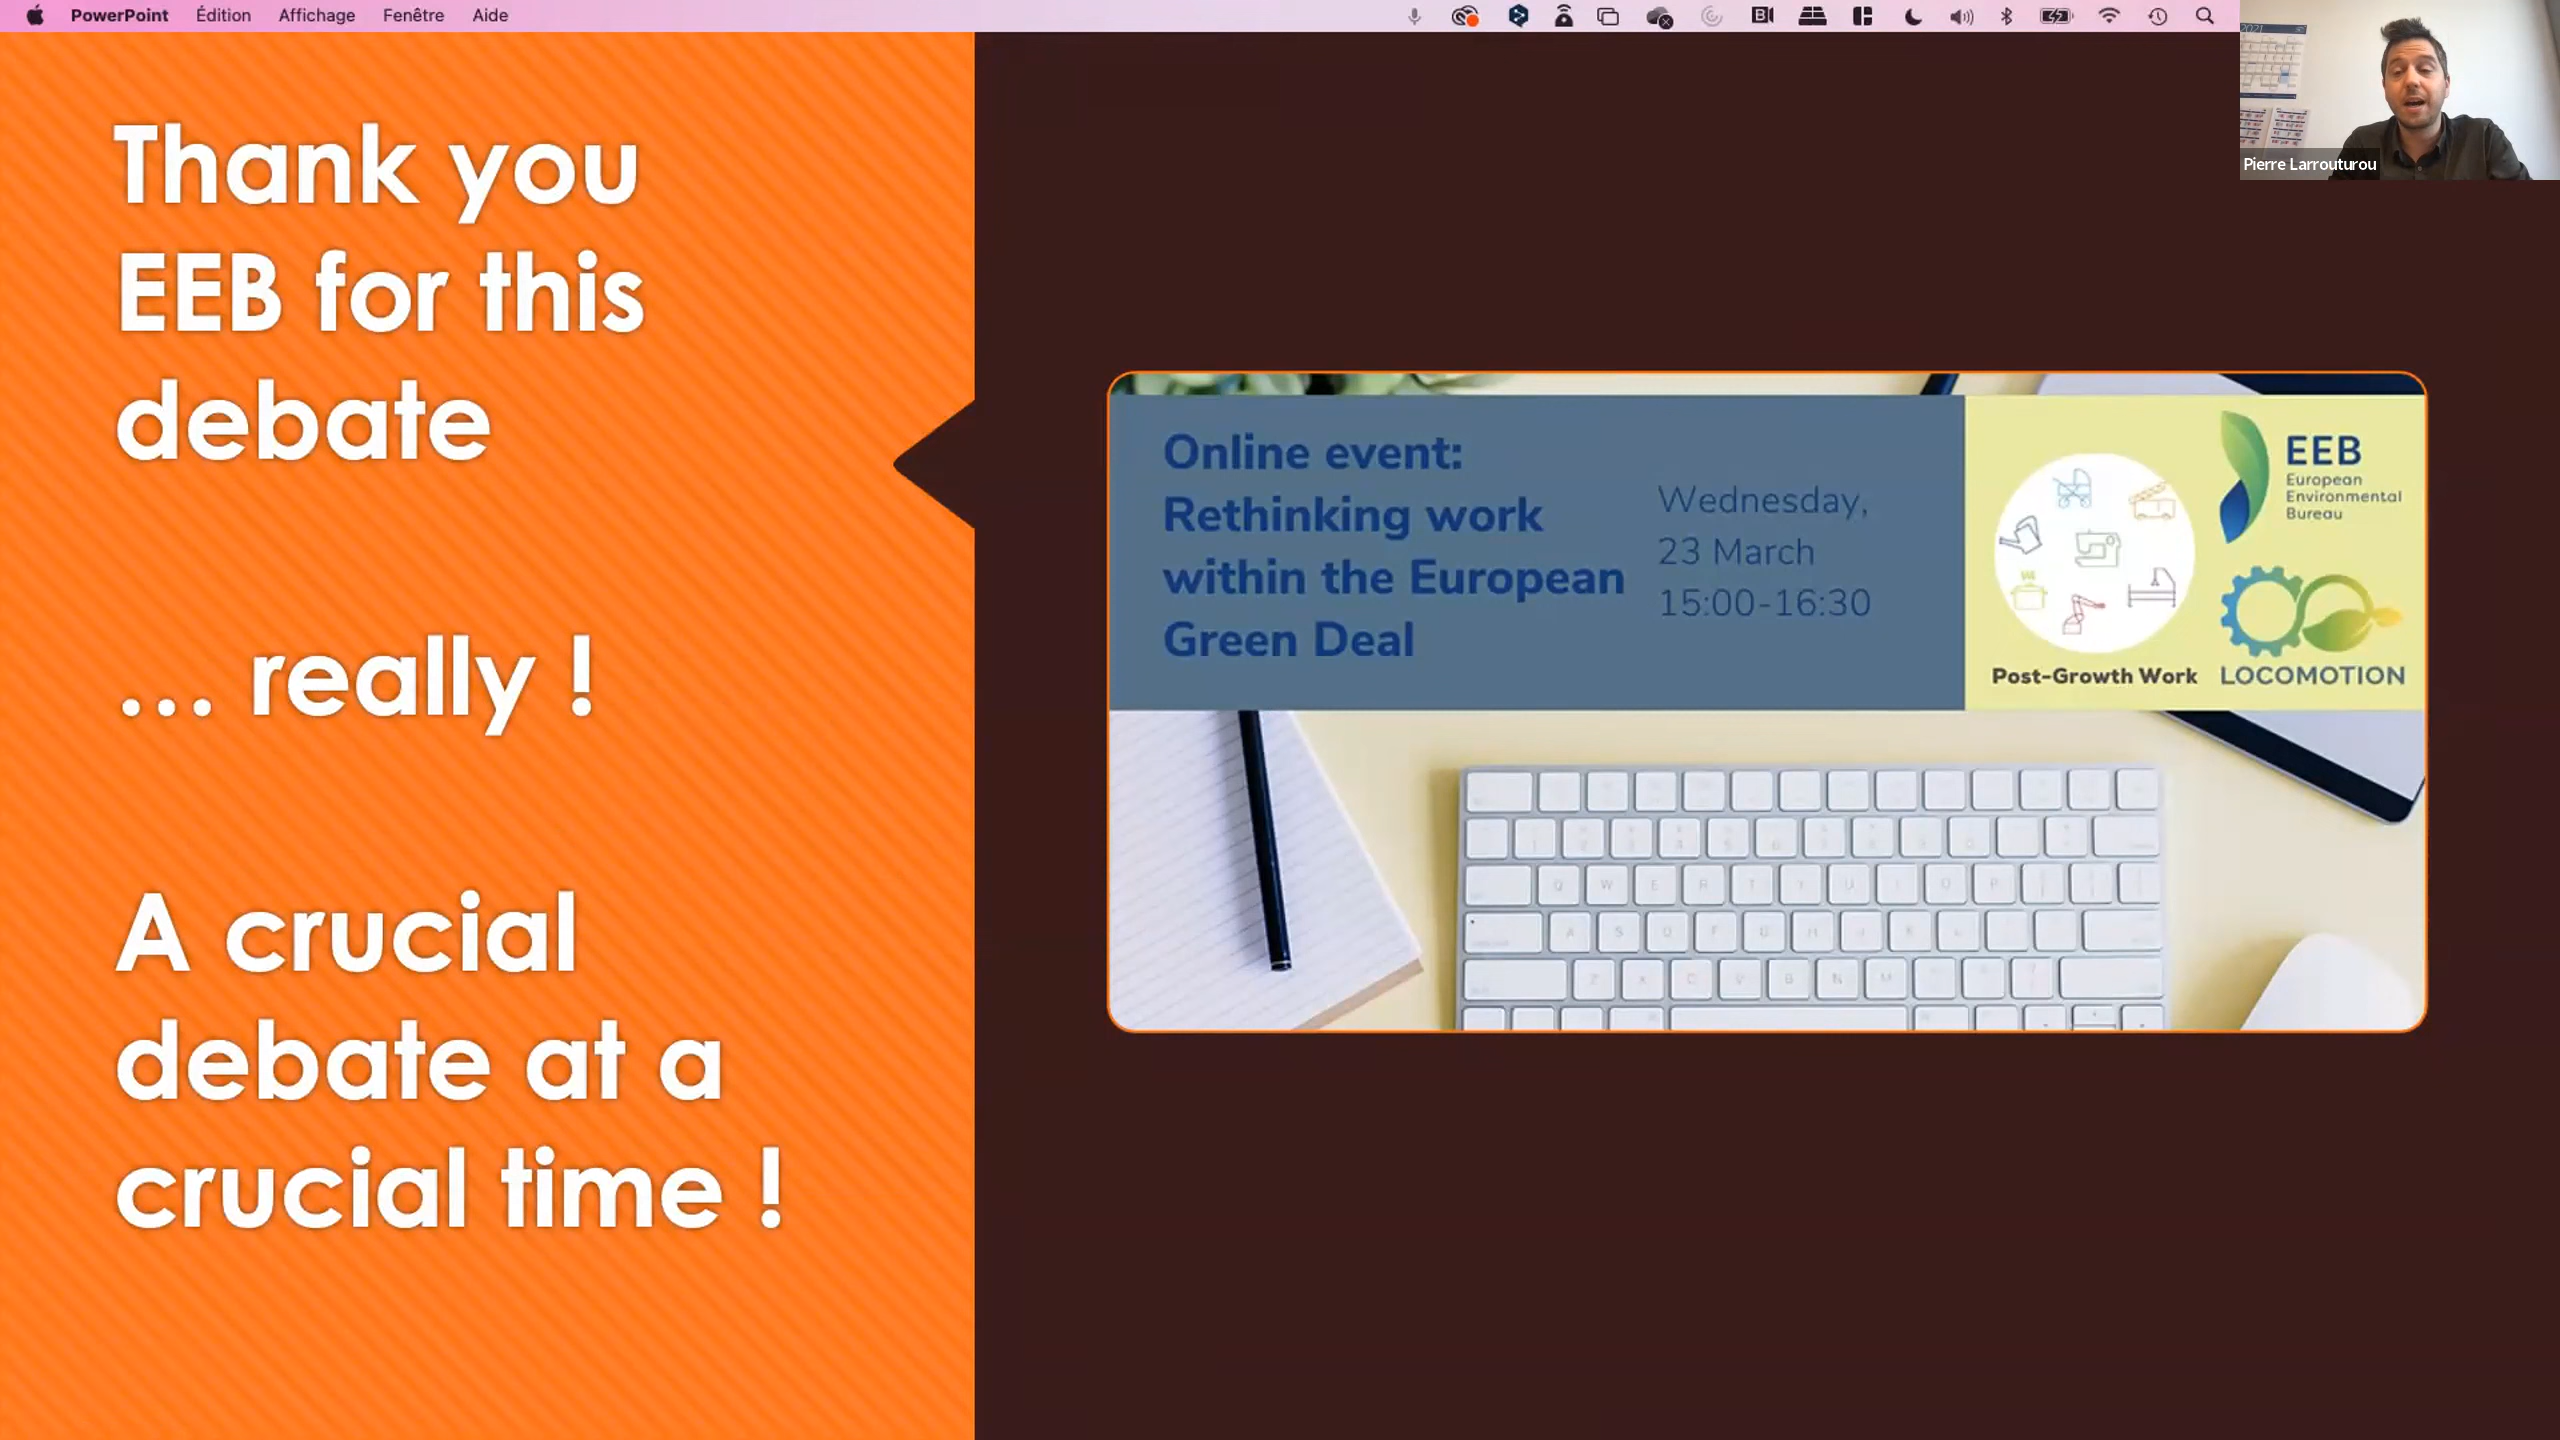 PowerPoint Édition Affichage Fenêtre Aide
2021
Pierre Larrouturou
Thank you
EEB for this
debate
... really !
A crucial
debate at a
crucial time !
Online event:
Rethinking work
within the European
Green Deal
Wednesday,
23 March
15:00-16:30
Post-Growth Work
EEB
European
Environmental
Bureau
LOCOMOTION
Q W E R T Y U I O P
A S D F G H J K L
Z X C V B N M